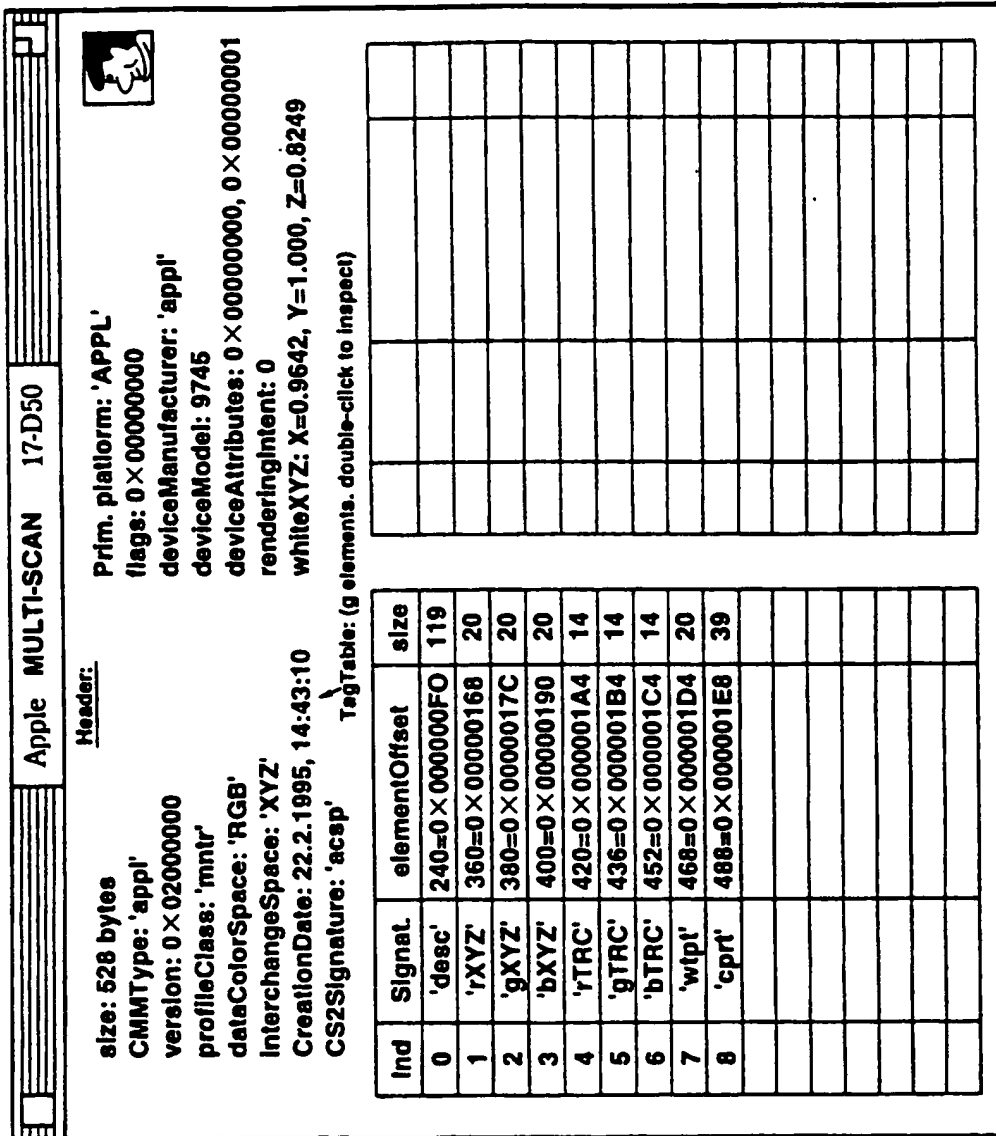 Apple MULTI-SCAN 17-D50
Header:
size: 528 bytes
CMMType: 'appl'
version: 0×02000000
profileClass: 'mntr'
dataColorSpace: 'RGB'
InterchangeSpace: 'XYZ'
CreationDate: 22.2.1995, 14:43:10
CS2Signature: 'acsp'
Prim. platiorm: 'APPL'
flags: 0×00000000
deviceManufacturer: 'appl'
deviceModel: 9745
deviceAttributes: 0×00000000, 0×00000001
renderingIntent: 0
whiteXYZ: X=0.9642, Y=1.000, Z=0.8249
TagTable: (g elements. double-click to inspect)
Ind Signat. elementOffset size
0 'desc' 240=0×000000FO 119
1 'rXYZ' 360=0×00000168 20
2 'gXYZ' 380=0×0000017C 20
3 'bXYZ' 400=0×00000190 20
4 'rTRC' 420=0×000001A4 14
5 'gTRC' 436=0×000001B4 14
6 'bTRC' 452=0×000001C4 14
7 'wtpt' 468=0×000001D4 20
8 'cprt' 488=0×000001E8 39